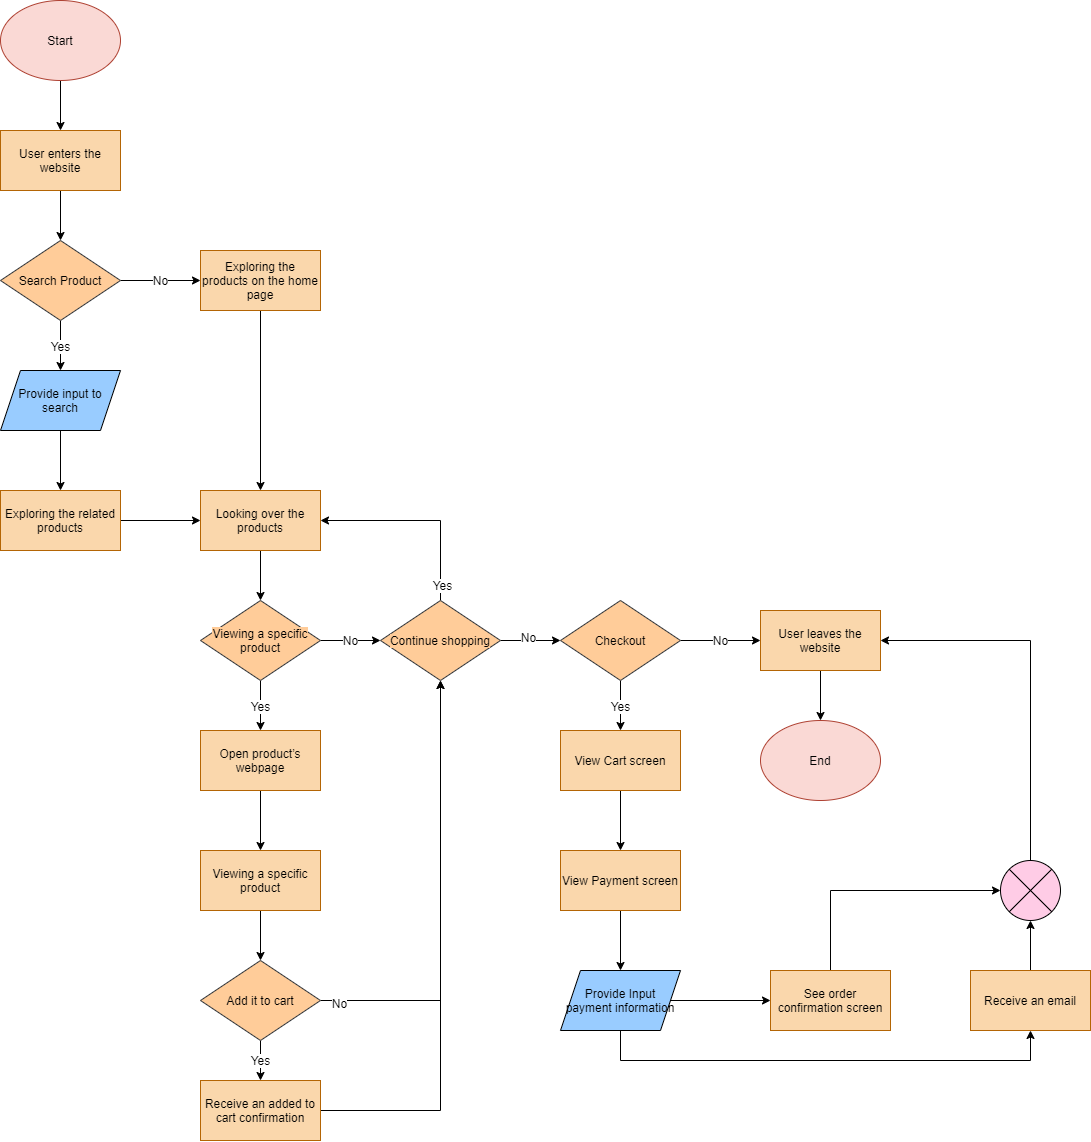 Start
User enters the
website
Search Product
No
Exploring the
products on the home
page
Yes
Provide input to
search
Exploring the related
products
Looking over the
products
Yes
Viewing a specific
product
No
Continue shopping
No
Checkout
No
User leaves the
website
Yes
Open product's
webpage
Yes
View Cart screen
End
Viewing a specific
product
View Payment screen
Add it to cart
No
Provide Input
payment information
See order
confirmation screen
Receive an email
Yes
Receive an added to
cart confirmation